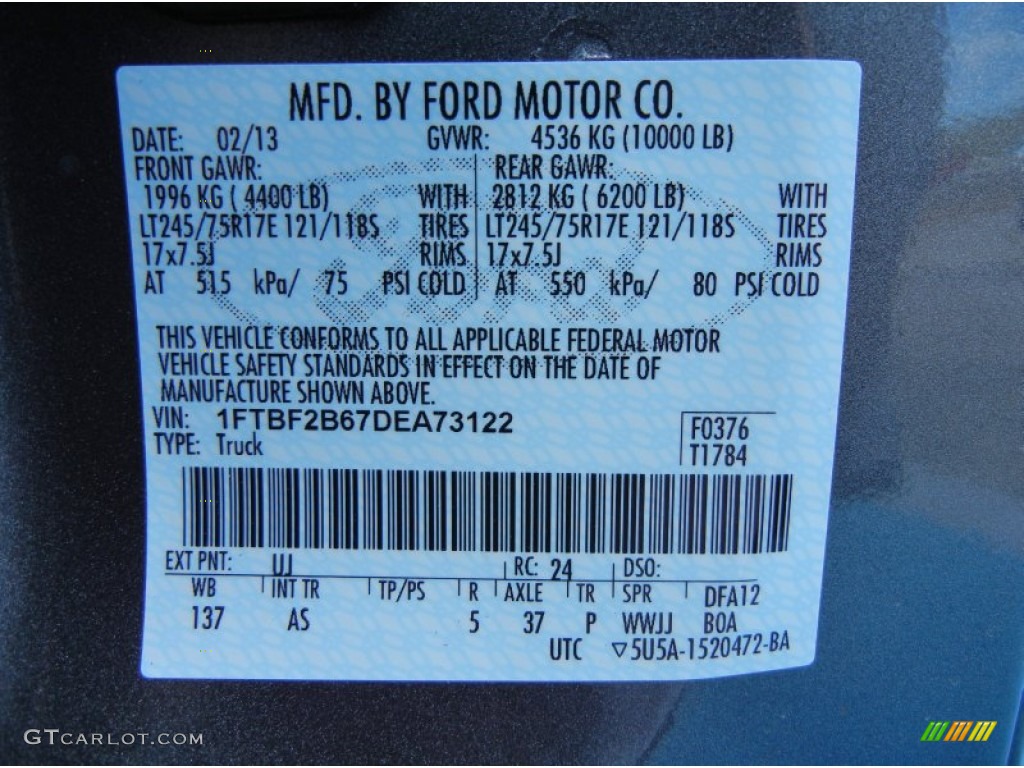 MFD. BY FORD MOTOR CO.
DATE: 02/13 GVWR: 4536 KG (10000 LB)
FRONT GAWR: REAR GAWR:
1996 KG ( 4400 LB) WITH 2812 KG ( 6200 LB) WITH
LT245/75R17E 121/118S TIRES LT245/75R17E 121/118S TIRES
17x7.5J RIMS 17x7.5J RIMS
AT 515 kPa/ 75 PSI COLD AT 550 kPa/ 80 PSI COLD
THIS VEHICLE CONFORMS TO ALL APPLICABLE FEDERAL MOTOR
VEHICLE SAFETY STANDARDS IN EFFECT ON THE DATE OF
MANUFACTURE SHOWN ABOVE.
VIN: 1FTBF2B67DEA73122 F0376
TYPE: Truck T1784
EXT PNT: UJ RC: 24 DSO:
WB INT TR TP/PS R AXLE TR SPR DFA12
137 AS 5 37 P WWJJ BOA
UTC ▽5U5A-1520472-BA
GTCARLOT.COM